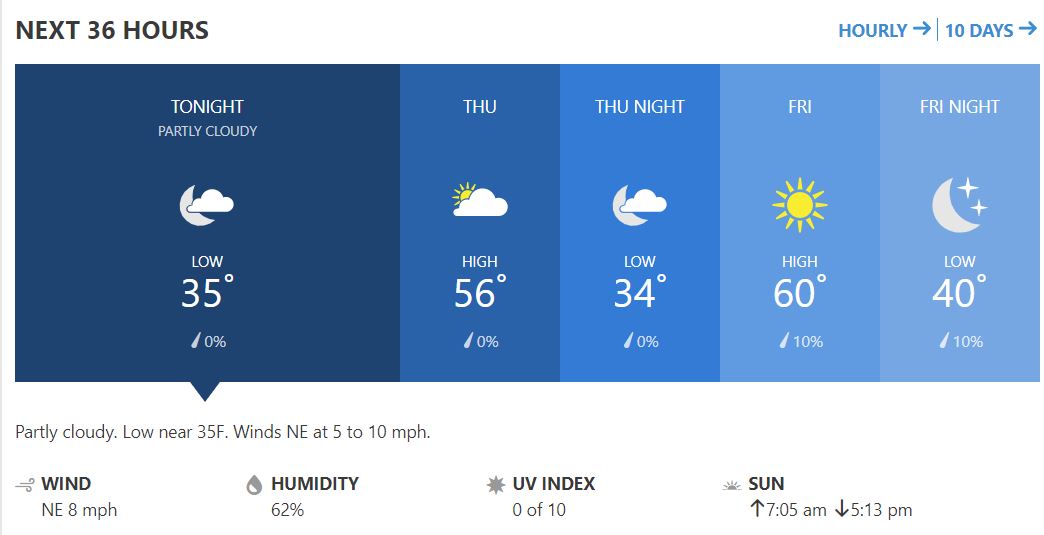 NEXT 36 HOURS
HOURLY → | 10 DAYS →
TONIGHT
PARTLY CLOUDY
LOW
35°
0%
THU
HIGH
56°
0%
THU NIGHT
LOW
34°
0%
FRI
HIGH
60°
10%
FRI NIGHT
LOW
40°
10%
Partly cloudy. Low near 35F. Winds NE at 5 to 10 mph.
WIND
NE 8 mph
HUMIDITY
62%
UV INDEX
0 of 10
SUN
↑7:05 am ↓5:13 pm